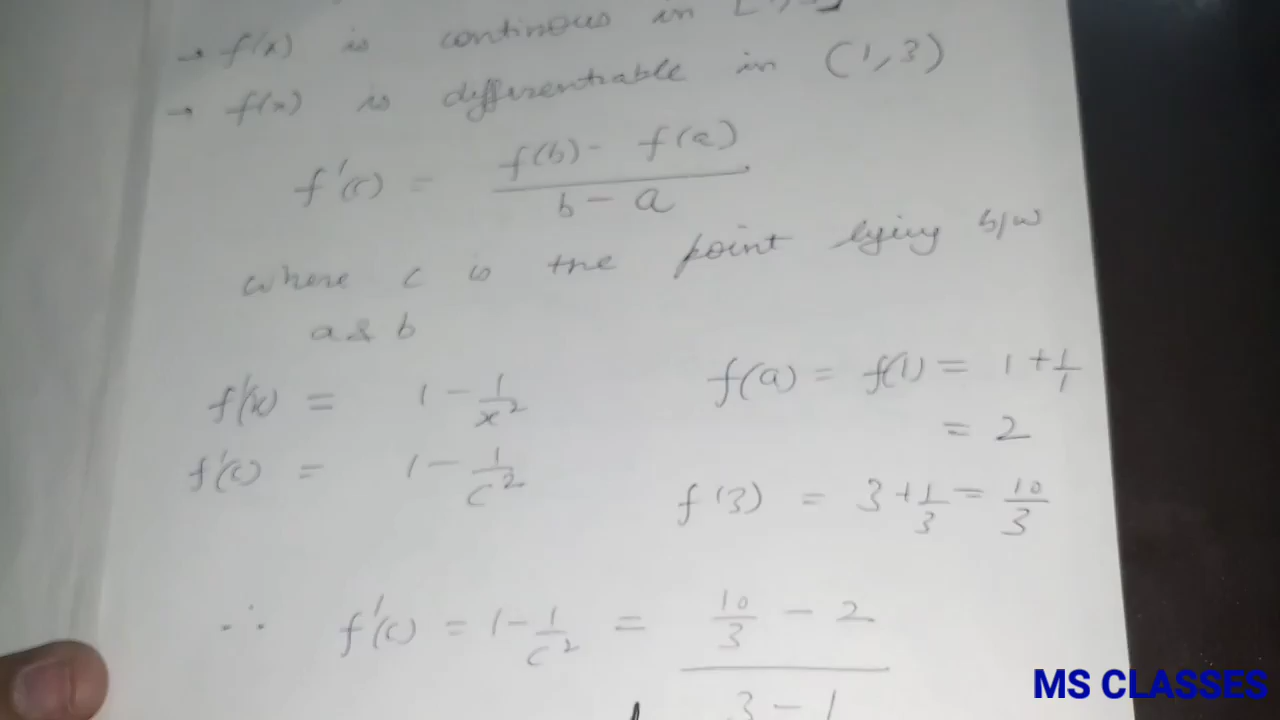 → f(x) is continous in
→ f(x) is differentiable in (1,3)
f'(c) = f(b) - f(a) / b - a
where c is the point lying b/w
a & b
f'(x) = 1 - 1/x²
f(a) = f(1) = 1 + 1/1
= 2
f'(c) = 1 - 1/c²
f(3) = 3 + 1/3 = 10/3
∴ f'(c) = 1 - 1/c² = 10/3 - 2 / 3 - 1
MS CLASSES